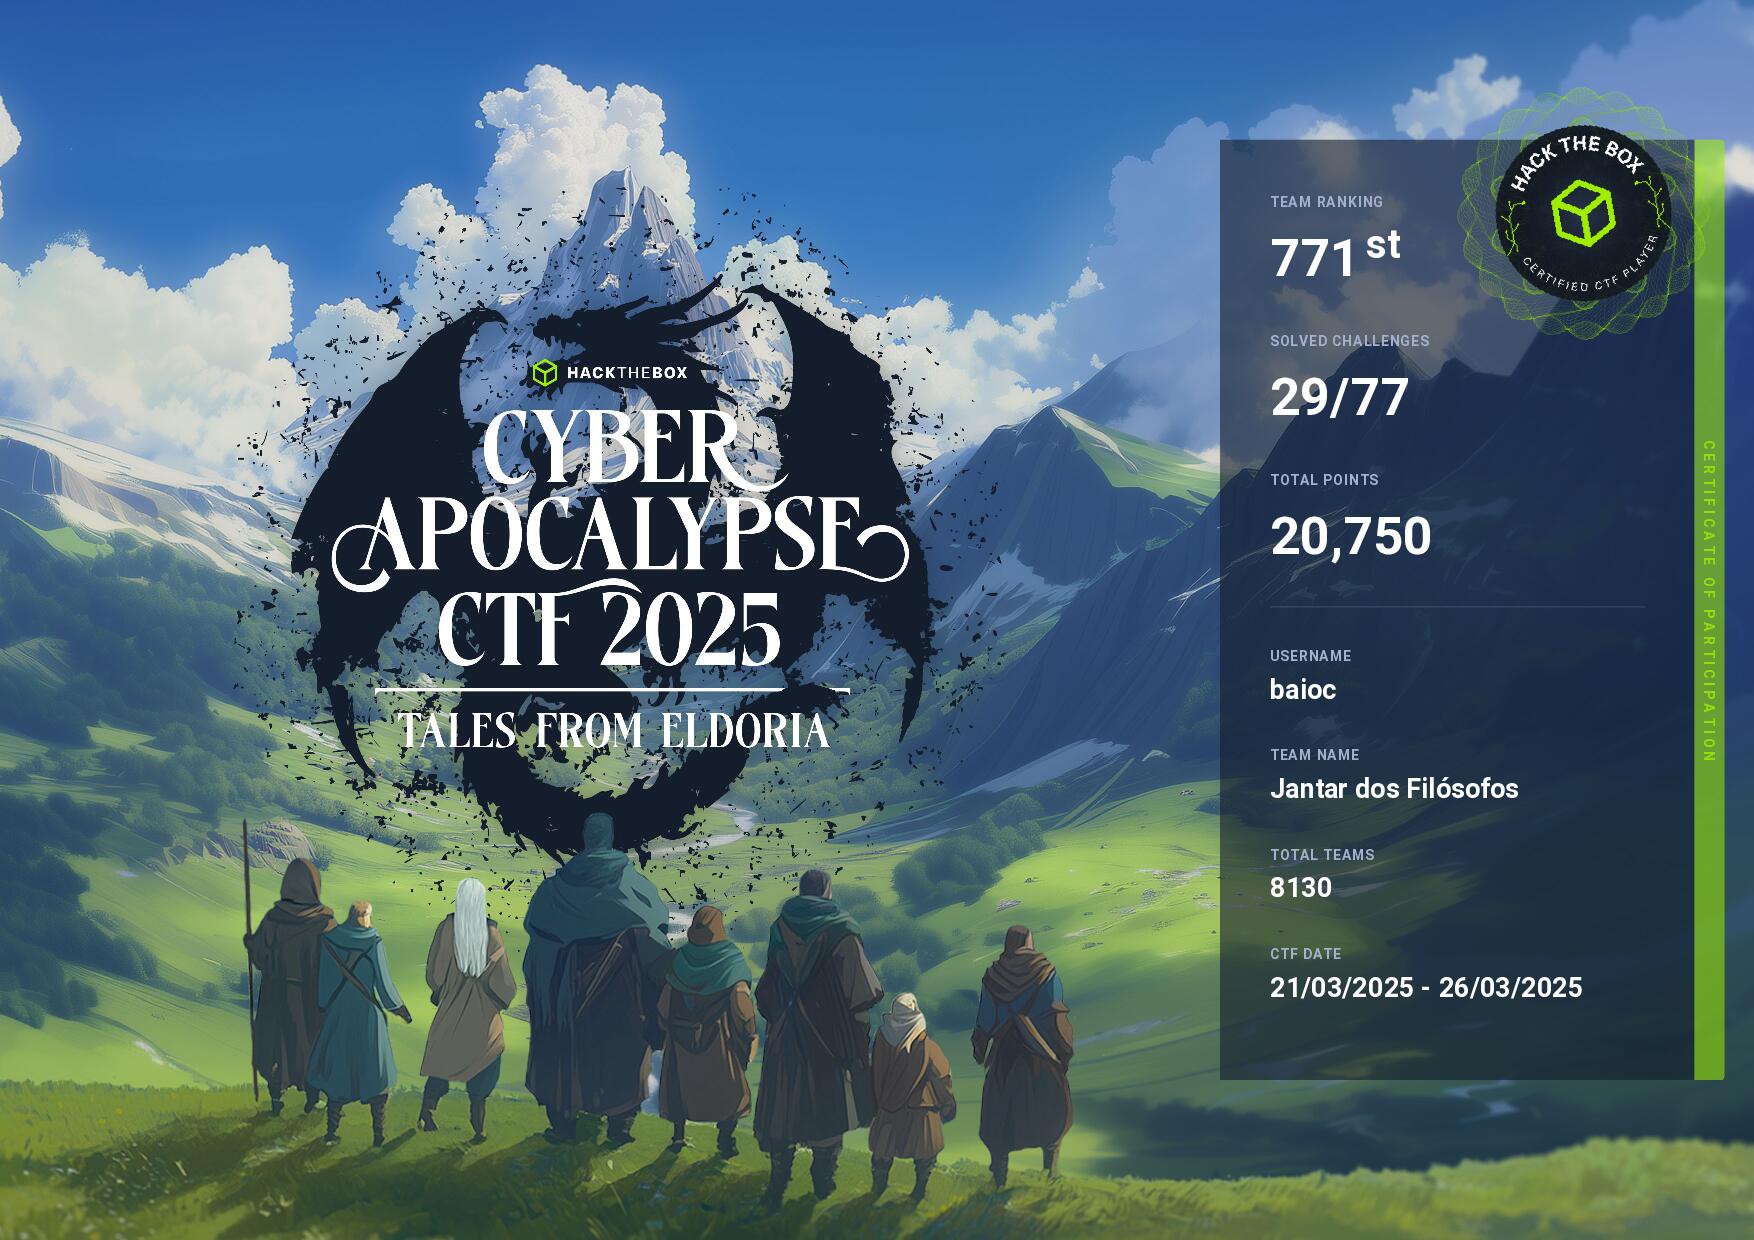 HACKTHEBOX
CYBER
APOCALYPSE
CTF 2025
TALES FROM ELDORIA
HACK THE BOX
CERTIFIED CTF PLAYER
TEAM RANKING
771st
SOLVED CHALLENGES
29/77
TOTAL POINTS
20,750
USERNAME
baioc
TEAM NAME
Jantar dos Filósofos
TOTAL TEAMS
8130
CTF DATE
21/03/2025 - 26/03/2025
CERTIFICATE OF PARTICIPATION